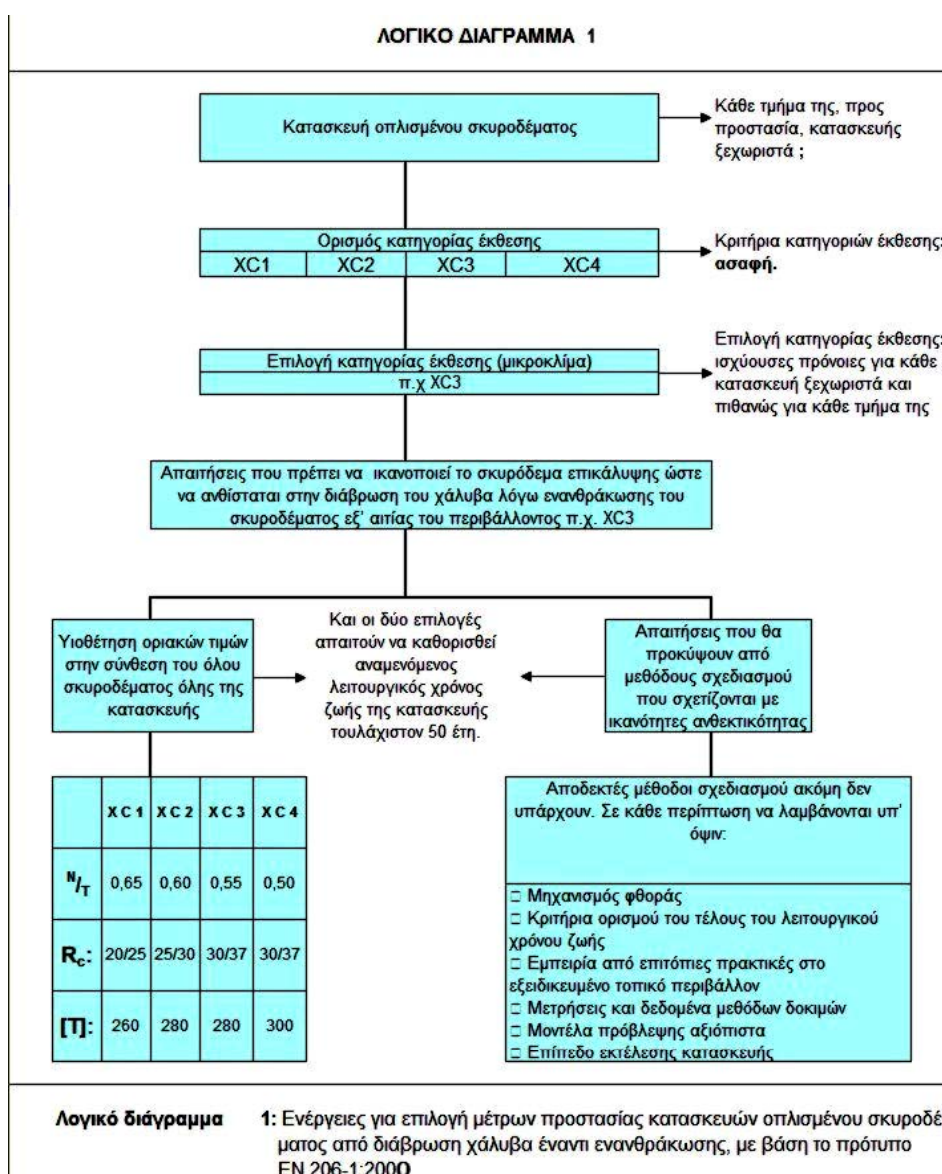 ΛΟΓΙΚΟ ΔΙΑΓΡΑΜΜΑ 1
Κατασκευή οπλισμένου σκυροδέματος
Κάθε τμήμα της, προς
προστασία, κατασκευής
ξεχωριστά ;
Ορισμός κατηγορίας έκθεσης
XC1 XC2 XC3 XC4
Κριτήρια κατηγοριών έκθεσης:
ασαφή.
Επιλογή κατηγορίας έκθεσης (μικροκλίμα)
π.χ XC3
Επιλογή κατηγορίας έκθεσης:
ισχύουσες πρόνοιες για κάθε
κατασκευή ξεχωριστά και
πιθανώς για κάθε τμήμα της
Απαιτήσεις που πρέπει να ικανοποιεί το σκυρόδεμα επικάλυψης ώστε
να ανθίσταται στην διάβρωση του χάλυβα λόγω ενανθράκωσης του
σκυροδέματος εξ' αιτίας του περιβάλλοντος π.χ. XC3
Υιοθέτηση οριακών τιμών
στην σύνθεση του όλου
σκυροδέματος όλης της
κατασκευής
Και οι δύο επιλογές
απαιτούν να καθορισθεί
αναμενόμενος
λειτουργικός χρόνος
ζωής της κατασκευής
τουλάχιστον 50 έτη.
Απαιτήσεις που θα
προκύψουν από
μεθόδους σχεδιασμού
που σχετίζονται με
ικανότητες ανθεκτικότητας
XC1 XC2 XC3 XC4
N/T 0,65 0,60 0,55 0,50
Rc: 20/25 25/30 30/37 30/37
[T]: 260 280 280 300
Αποδεκτές μέθοδοι σχεδιασμού ακόμη δεν
υπάρχουν. Σε κάθε περίπτωση να λαμβάνονται υπ'
όψιν:
□ Μηχανισμός φθοράς
□ Κριτήρια ορισμού του τέλους του λειτουργικού
χρόνου ζωής
□ Εμπειρία από επιτόπιες πρακτικές στο
εξειδικευμένο τοπικό περιβάλλον
□ Μετρήσεις και δεδομένα μεθόδων δοκιμών
□ Μοντέλα πρόβλεψης αξιόπιστα
□ Επίπεδο εκτέλεσης κατασκευής
Λογικό διάγραμμα 1: Ενέργειες για επιλογή μέτρων προστασίας κατασκευών οπλισμένου σκυροδέ
ματος από διάβρωση χάλυβα έναντι ενανθράκωσης, με βάση το πρότυπο
EN 206-1:2000